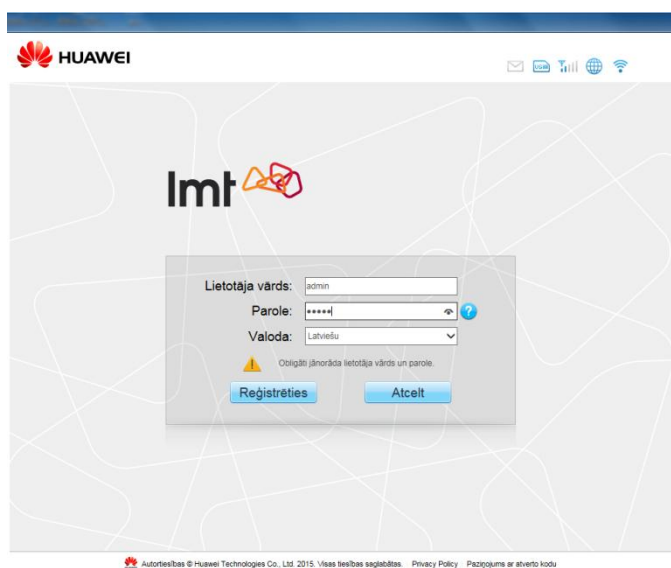 HUAWEI
lmt
Lietotāja vārds: admin
Parole: •••••
Valoda: Latviešu
Obligāti jānorāda lietotāja vārds un parole.
Reģistrēties Atcelt
Autortiesības © Huawei Technologies Co., Ltd. 2015. Visas tiesības saglabātas. Privacy Policy Paziņojums ar atverto kodu